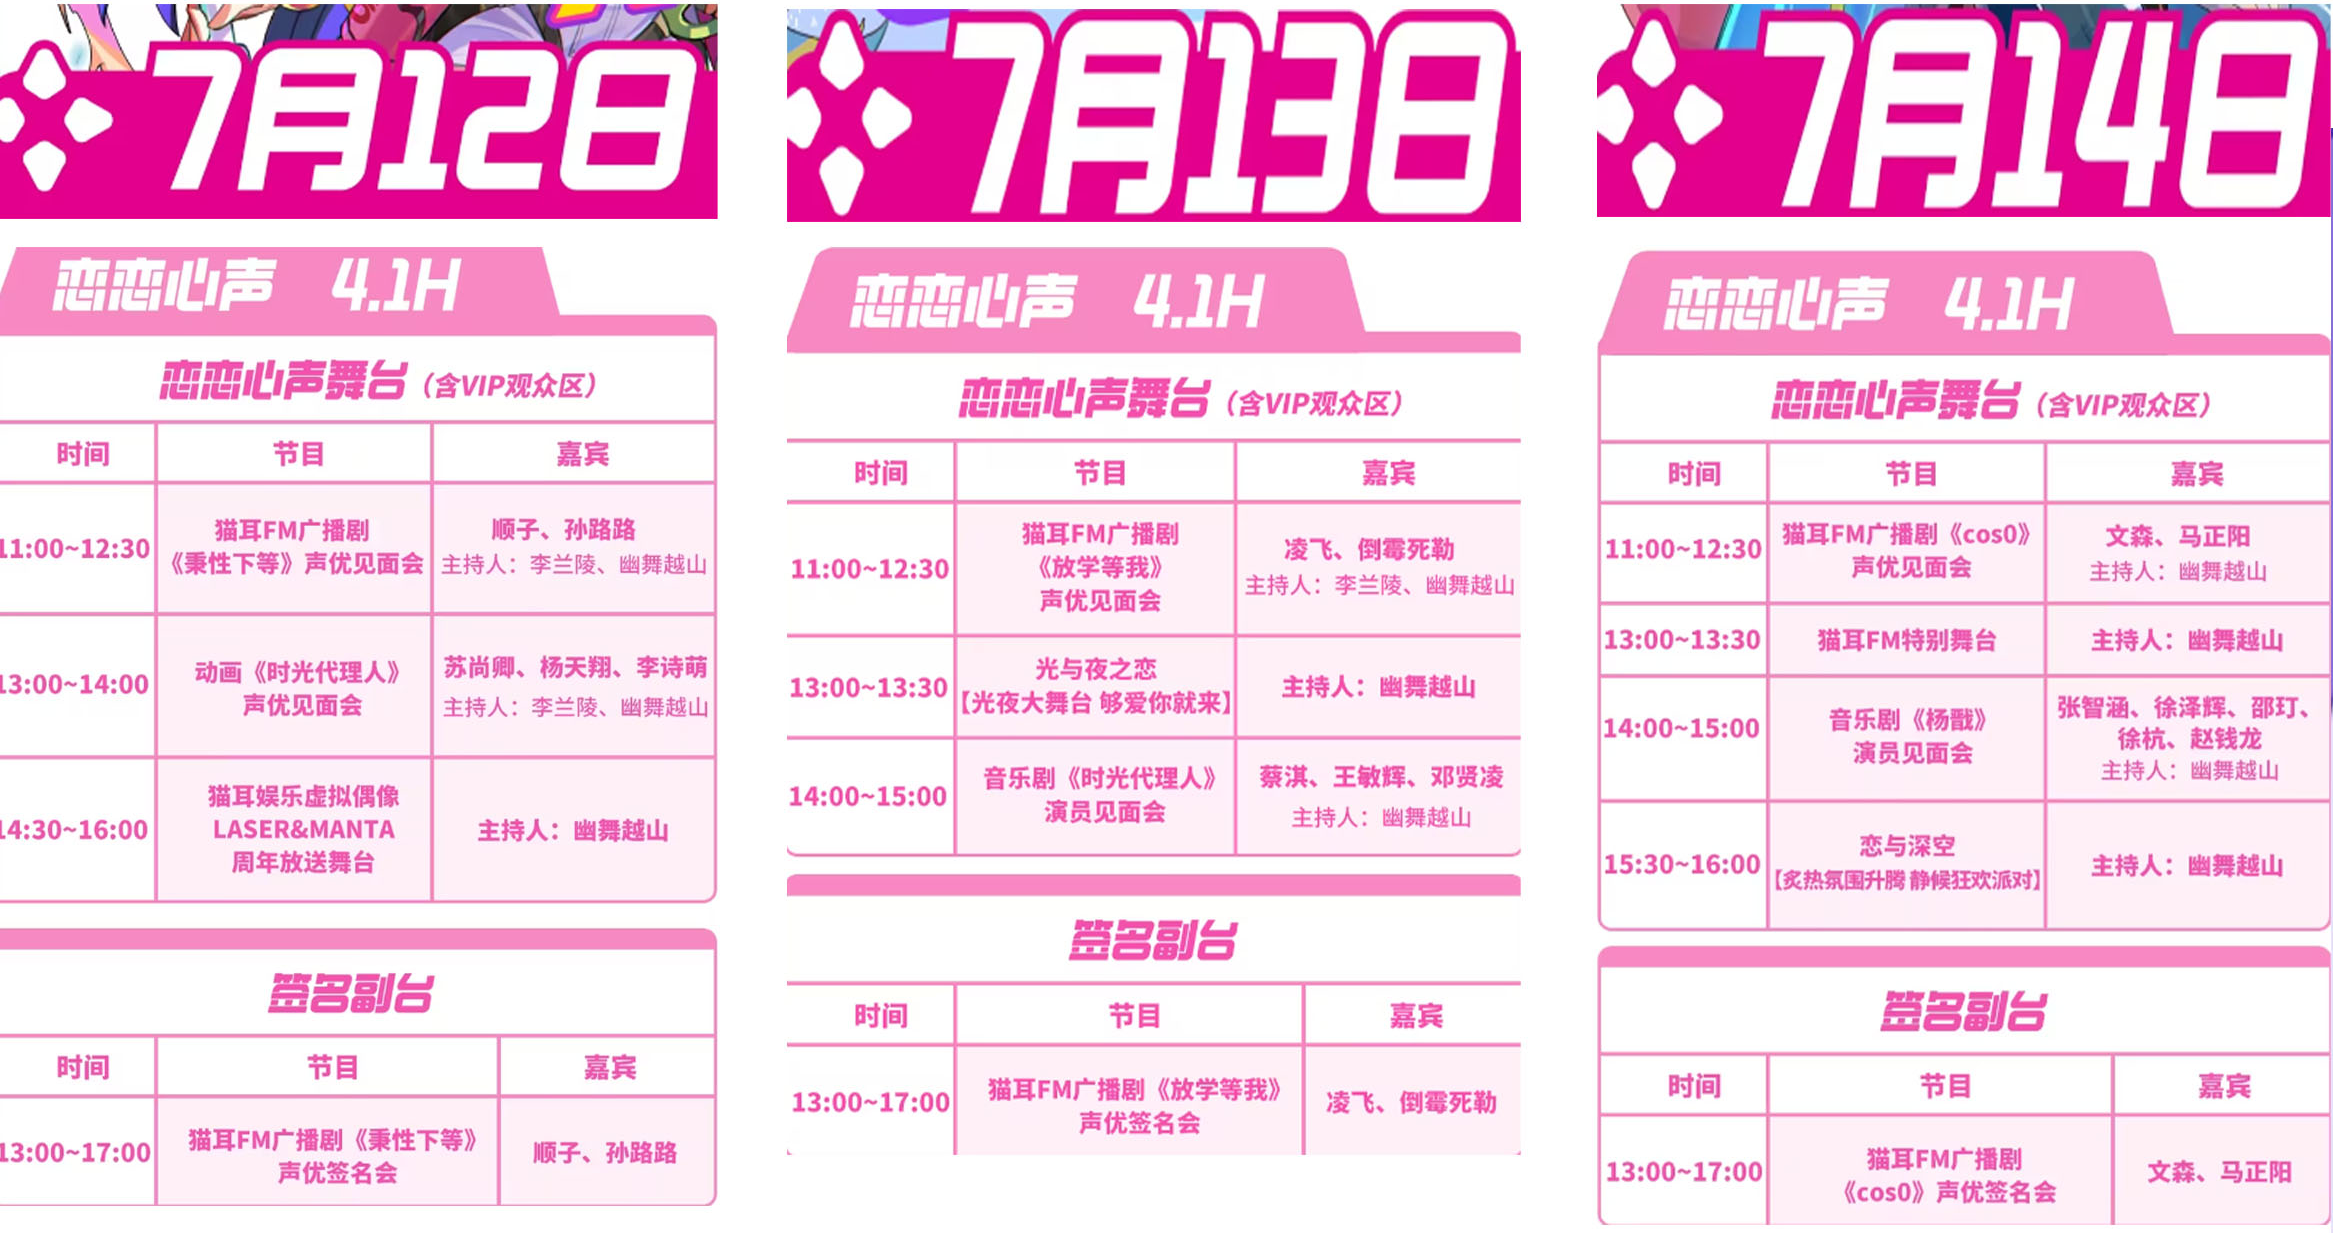 7月12日
恋恋心声 4.1H
恋恋心声舞台（含VIP观众区）
时间 节目 嘉宾
11:00~12:30
猫耳FM广播剧
《秉性下等》声优见面会
顺子、孙路路
主持人：李兰陵、幽舞越山
13:00~14:00
动画《时光代理人》
声优见面会
苏尚卿、杨天翔、李诗萌
主持人：李兰陵、幽舞越山
14:30~16:00
猫耳娱乐虚拟偶像
LASER&MANTA
周年放送舞台
主持人：幽舞越山
签名副台
时间 节目 嘉宾
13:00~17:00
猫耳FM广播剧《秉性下等》
声优签名会
顺子、孙路路
7月13日
恋恋心声 4.1H
恋恋心声舞台（含VIP观众区）
时间 节目 嘉宾
11:00~12:30
猫耳FM广播剧
《放学等我》
声优见面会
凌飞、倒霉死勒
主持人：李兰陵、幽舞越山
13:00~13:30
光与夜之恋
【光夜大舞台 够爱你就来】
主持人：幽舞越山
14:00~15:00
音乐剧《时光代理人》
演员见面会
蔡淇、王敏辉、邓贤凌
主持人：幽舞越山
签名副台
时间 节目 嘉宾
13:00~17:00
猫耳FM广播剧《放学等我》
声优签名会
凌飞、倒霉死勒
7月14日
恋恋心声 4.1H
恋恋心声舞台（含VIP观众区）
时间 节目 嘉宾
11:00~12:30
猫耳FM广播剧《cos0》
声优见面会
文森、马正阳
主持人：幽舞越山
13:00~13:30
猫耳FM特别舞台
主持人：幽舞越山
14:00~15:00
音乐剧《杨戬》
演员见面会
张智涵、徐泽辉、邵玎、
徐杭、赵钱龙
主持人：幽舞越山
15:30~16:00
恋与深空
【炙热氛围升腾 静候狂欢派对】
主持人：幽舞越山
签名副台
时间 节目 嘉宾
13:00~17:00
猫耳FM广播剧
《cos0》声优签名会
文森、马正阳